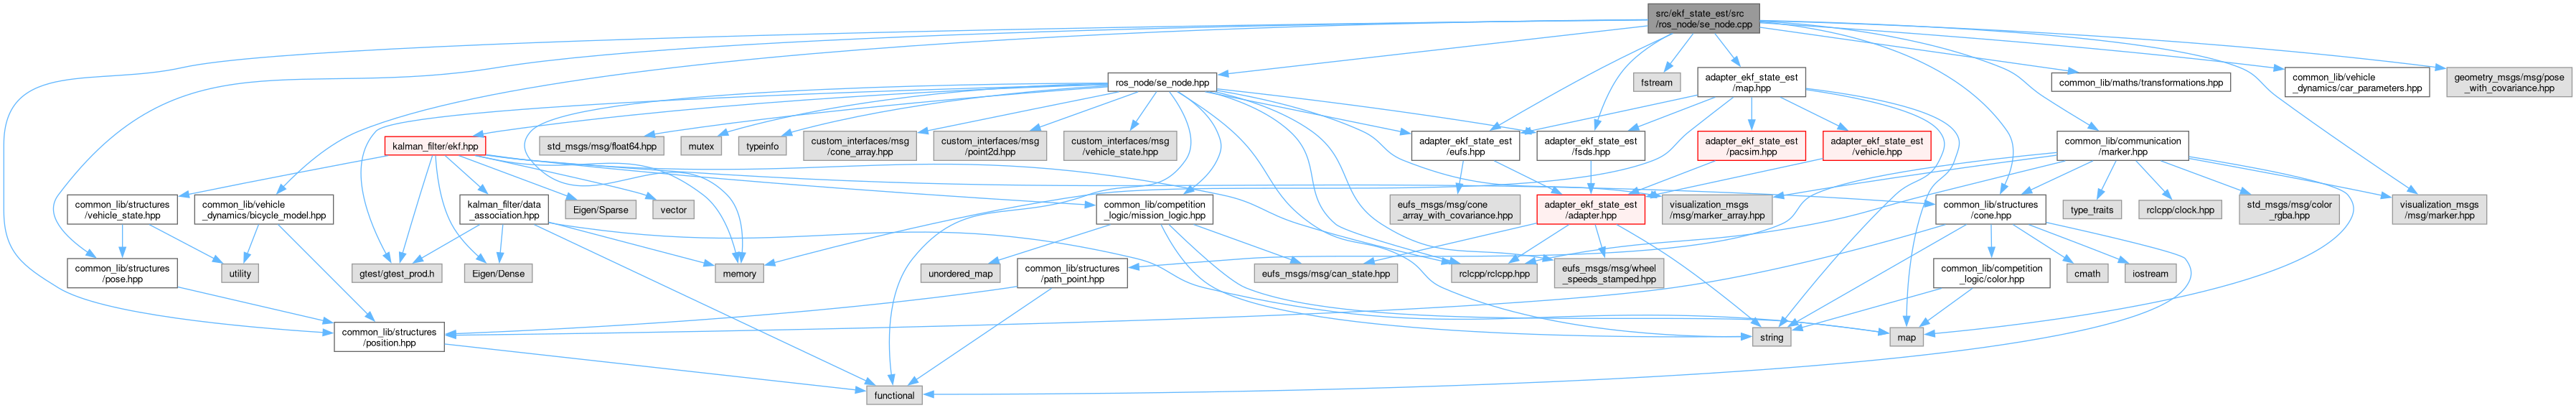 src/ekf_state_est/src
/ros_node/se_node.cpp
ros_node/se_node.hpp
fstream
adapter_ekf_state_est
/map.hpp
common_lib/maths/transformations.hpp
common_lib/vehicle
_dynamics/car_parameters.hpp
geometry_msgs/msg/pose
_with_covariance.hpp
kalman_filter/ekf.hpp
std_msgs/msg/float64.hpp
mutex
typeinfo
custom_interfaces/msg
/cone_array.hpp
custom_interfaces/msg
/point2d.hpp
custom_interfaces/msg
/vehicle_state.hpp
adapter_ekf_state_est
/eufs.hpp
adapter_ekf_state_est
/fsds.hpp
adapter_ekf_state_est
/pacsim.hpp
adapter_ekf_state_est
/vehicle.hpp
common_lib/communication
/marker.hpp
common_lib/structures
/vehicle_state.hpp
common_lib/vehicle
_dynamics/bicycle_model.hpp
kalman_filter/data
_association.hpp
Eigen/Sparse
vector
common_lib/competition
_logic/mission_logic.hpp
eufs_msgs/msg/cone
_array_with_covariance.hpp
adapter_ekf_state_est
/adapter.hpp
visualization_msgs
/msg/marker_array.hpp
common_lib/structures
/cone.hpp
type_traits
rclcpp/clock.hpp
std_msgs/msg/color
_rgba.hpp
visualization_msgs
/msg/marker.hpp
common_lib/structures
/pose.hpp
utility
gtest/gtest_prod.h
Eigen/Dense
memory
unordered_map
common_lib/structures
/path_point.hpp
eufs_msgs/msg/can_state.hpp
rclcpp/rclcpp.hpp
eufs_msgs/msg/wheel
_speeds_stamped.hpp
common_lib/competition
_logic/color.hpp
cmath
iostream
common_lib/structures
/position.hpp
string
map
functional